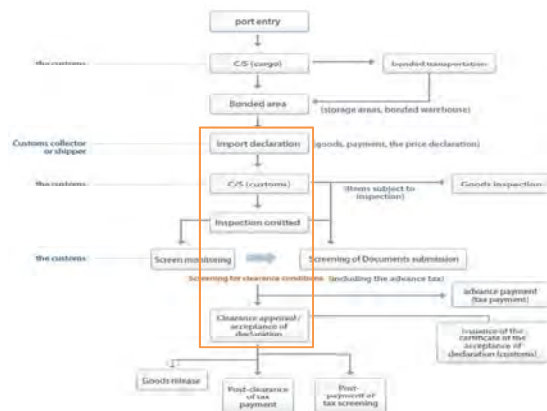 port entry
the customs
C/S (cargo)
bonded transportation
Bonded area
(storage areas, bonded warehouse)
Customs collector
or shipper
Import declaration
(goods, payment, the price declaration)
the customs
C/S (customs)
(Items subject to
inspection)
Goods inspection
Inspection omitted
the customs
Screen monitoring
Screening of Documents submission
Screening for clearance conditions (including the advance tax)
advance payment
(tax payment)
Clearance approval/
acceptance of
declaration
Issuance of the
certificate of the
acceptance of
declaration (customs)
Goods release
Post-clearance
of tax
payment
Post-
payment of
tax screening